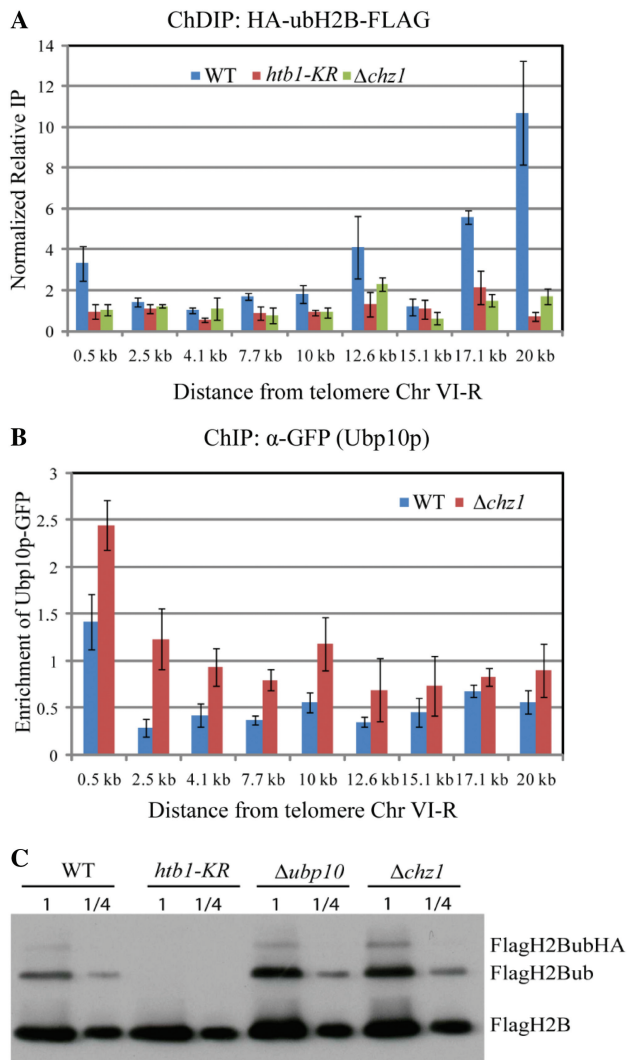 A
ChDIP: HA-ubH2B-FLAG
14
12
10
8
6
4
2
0
Normalized Relative IP
WT htb1-KR Δchz1
0.5 kb 2.5 kb 4.1 kb 7.7 kb 10 kb 12.6 kb 15.1 kb 17.1 kb 20 kb
Distance from telomere Chr VI-R
B
ChIP: α-GFP (Ubp10p)
3
2.5
2
1.5
1
0.5
0
Enrichment of Ubp10p-GFP
WT Δchz1
0.5 kb 2.5 kb 4.1 kb 7.7 kb 10 kb 12.6 kb 15.1 kb 17.1 kb 20 kb
Distance from telomere Chr VI-R
C
WT htb1-KR Δubp10 Δchz1
1 1/4 1 1/4 1 1/4 1 1/4
FlagH2BubHA
FlagH2Bub
FlagH2B